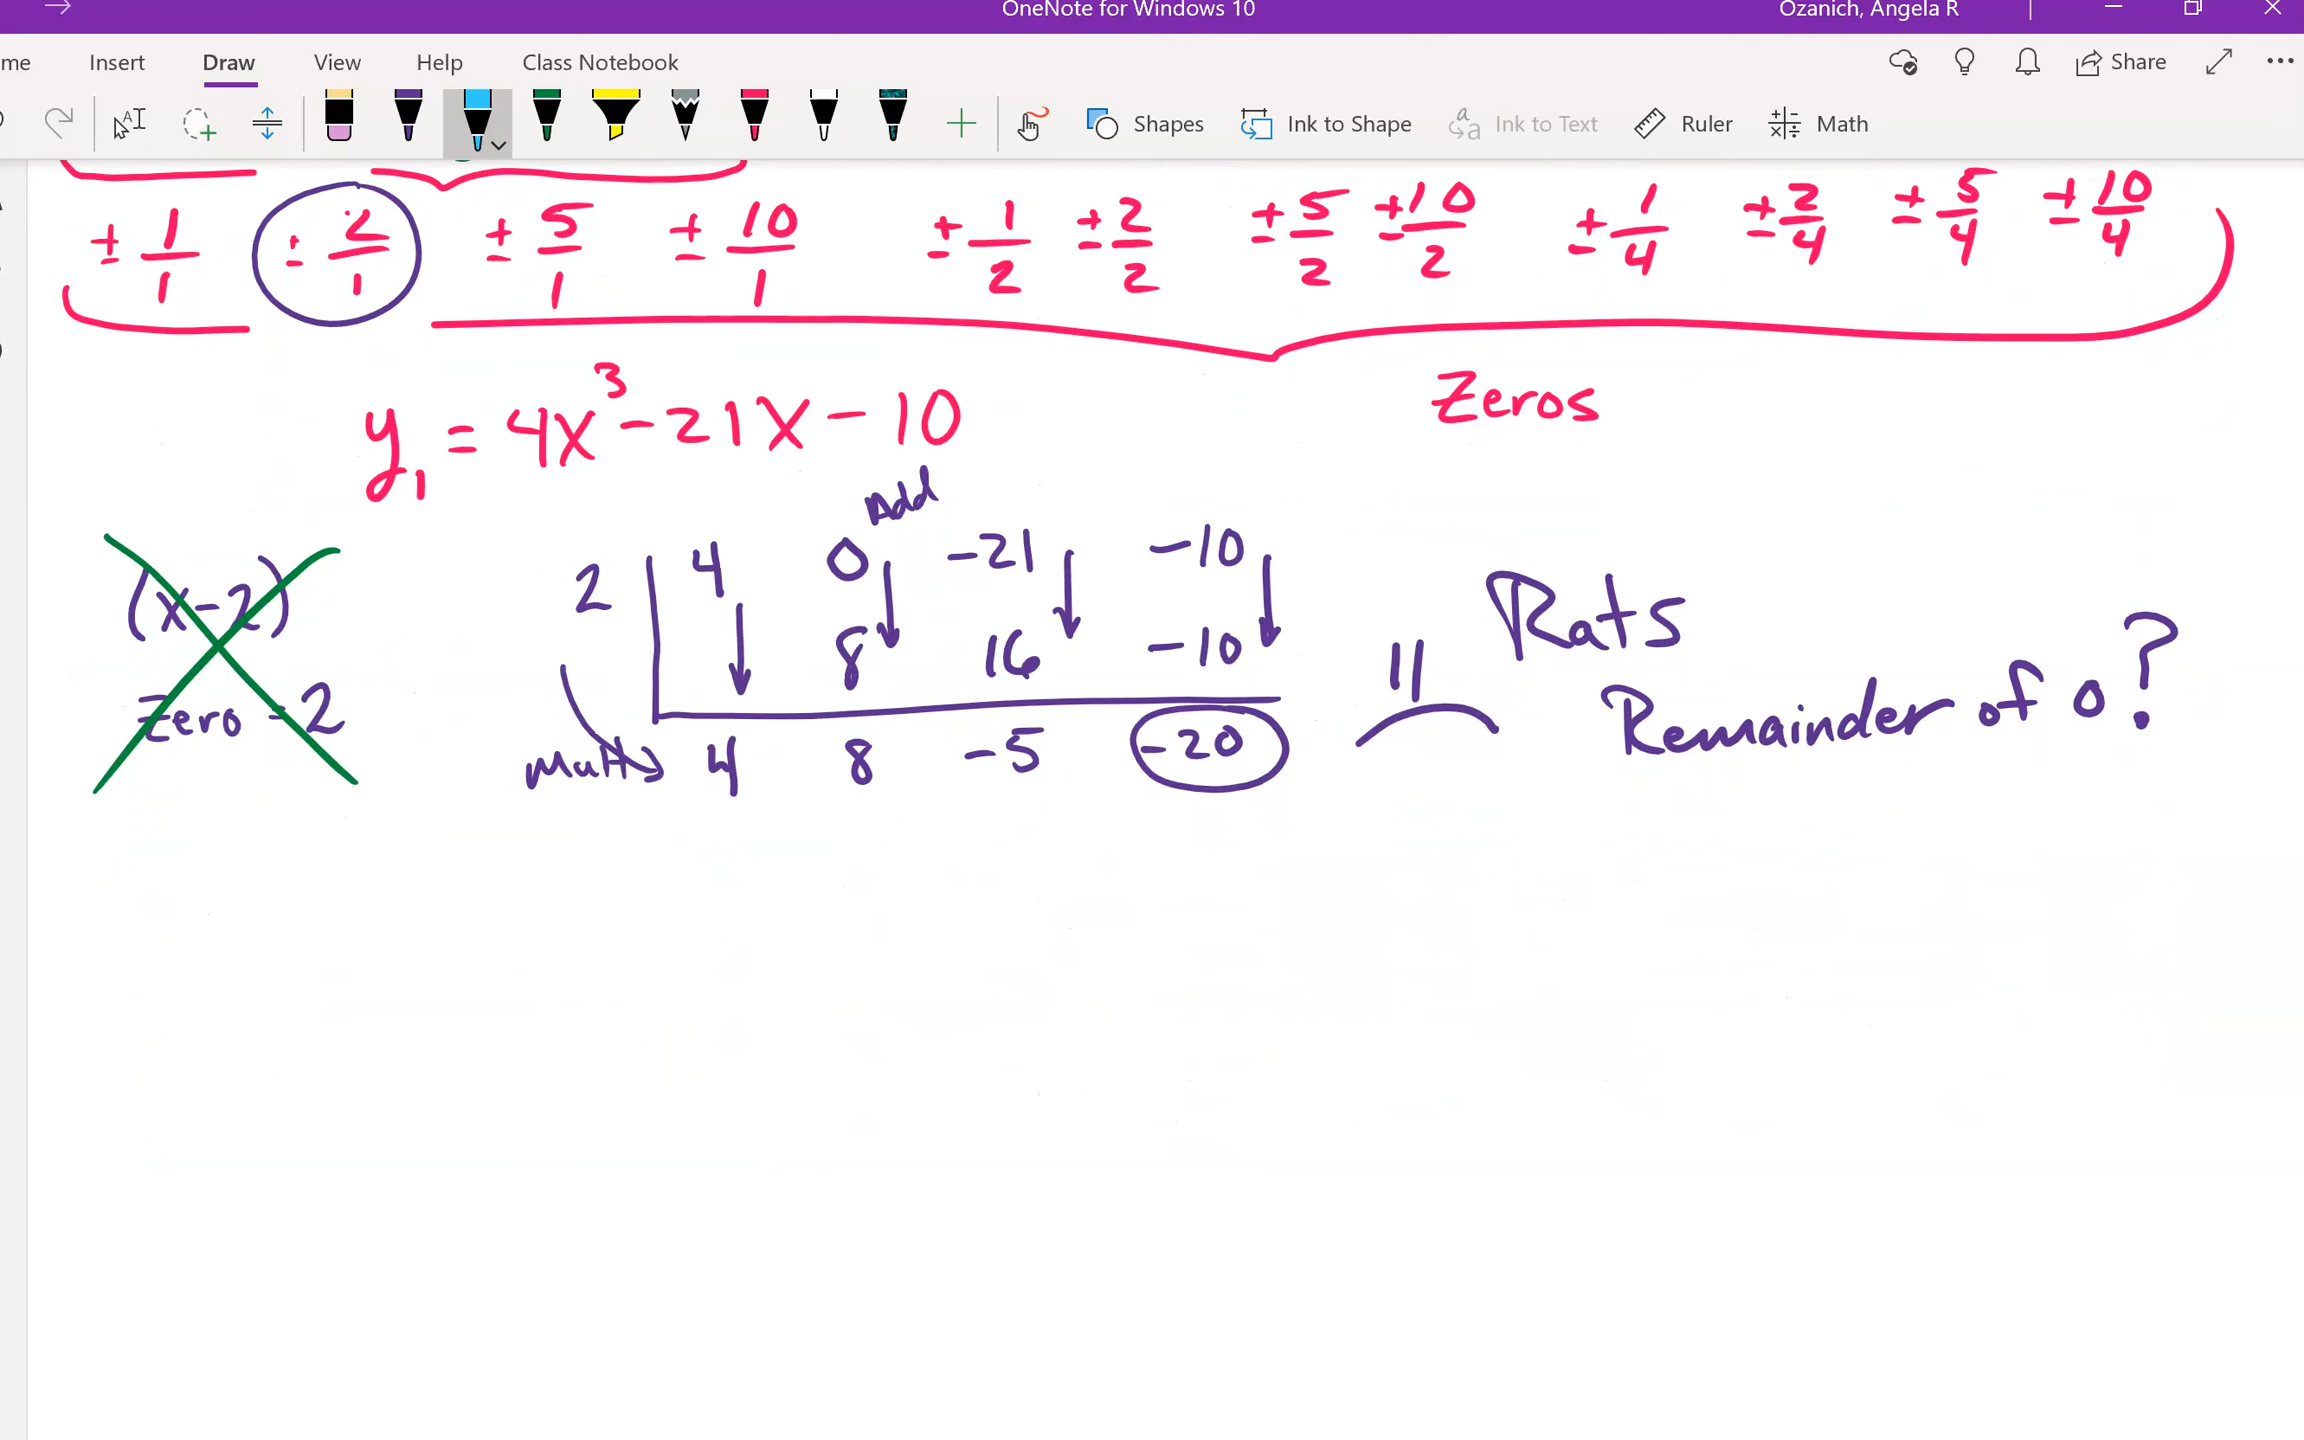 OneNote for Windows 10 Ozanich, Angela R
me Insert Draw View Help Class Notebook Share
Shapes Ink to Shape Ink to Text Ruler Math
± 1/1 ± 2/1 ± 5/1 ± 10/1 ± 1/2 ± 2/2 ± 5/2 ± 10/2 ± 1/4 ± 2/4 ± 5/4 ± 10/4
y₁ = 4x³ - 21x - 10 Zeros
Add
2 4 0 -21 -10
(x-2) Rats
8 16 -10
zero = 2 Remainder of 0?
mult 4 8 -5 -20